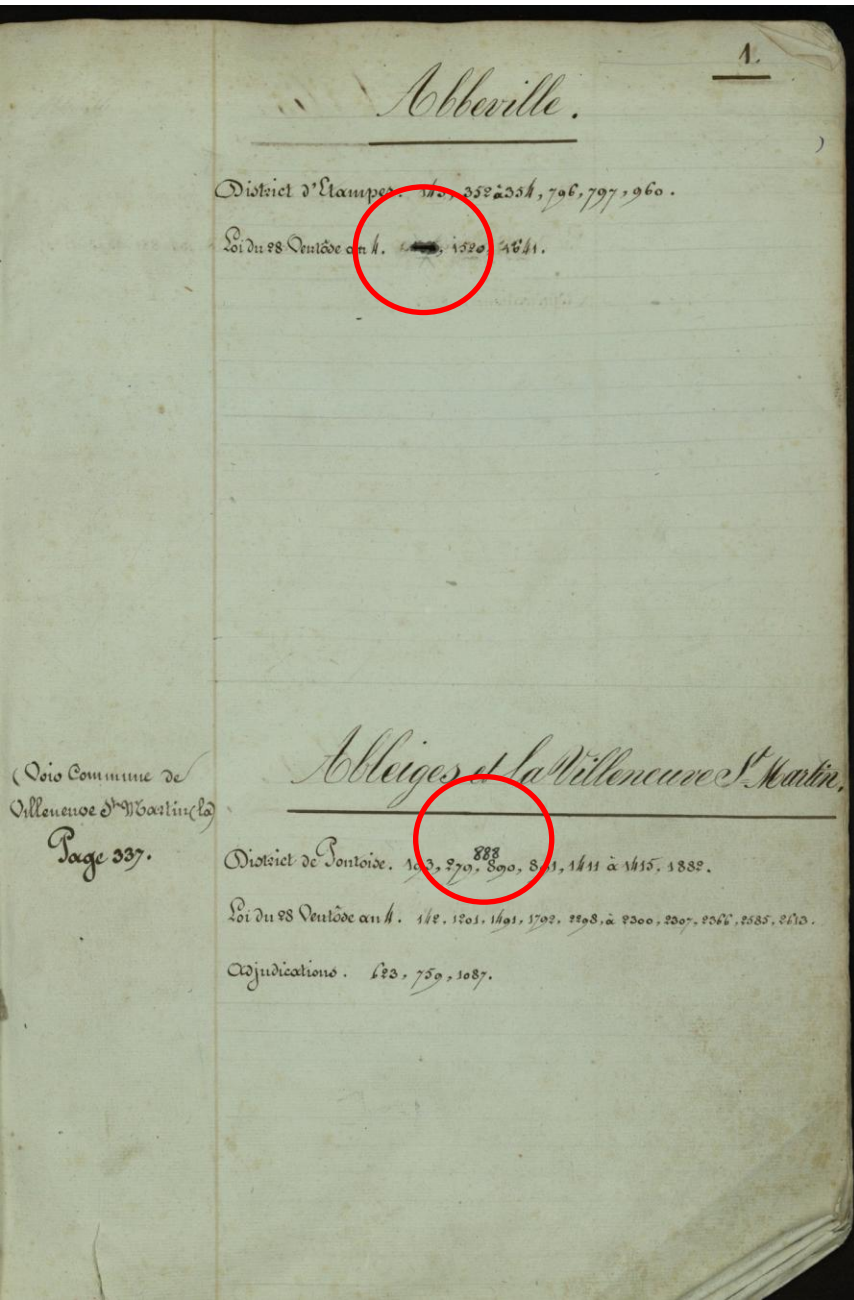 1.
Abbeville.
District d'Etampes. 143, 352 à 354, 796, 797, 960.
Loi du 28 Ventôse an 4. 1520, 1641.
Ableiges et la Villeneuve St. Martin.
(Voir Commune de
Villeneuve St. Martin (la)
Page 337.
888
District de Pontoise. 193, 279, 890, 891, 1411 à 1415, 1882.
Loi du 28 Ventôse an 4. 142, 1201, 1491, 1792, 2298, à 2300, 2307, 2366, 2585, 2613.
Adjudications. 623, 759, 1087.